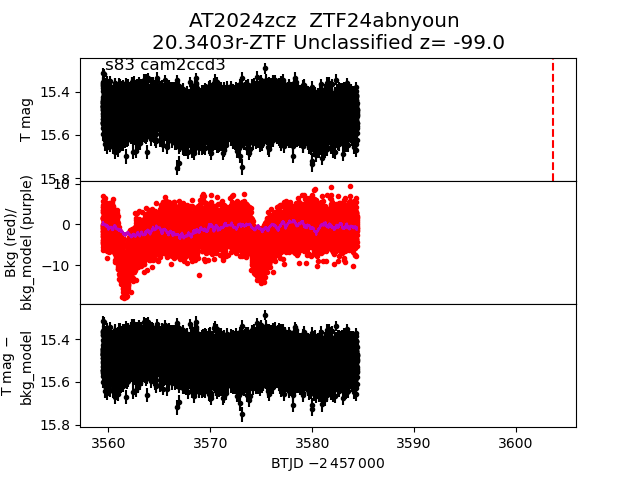 AT2024zcz  ZTF24abnyoun
20.3403r-ZTF Unclassified z= -99.0
s83 cam2ccd3
T mag
15.4
15.6
15.8
Bkg (red)/
bkg_model (purple)
10
0
−10
T mag −
bkg_model
15.4
15.6
15.8
3560 3570 3580 3590 3600
BTJD −2 457 000